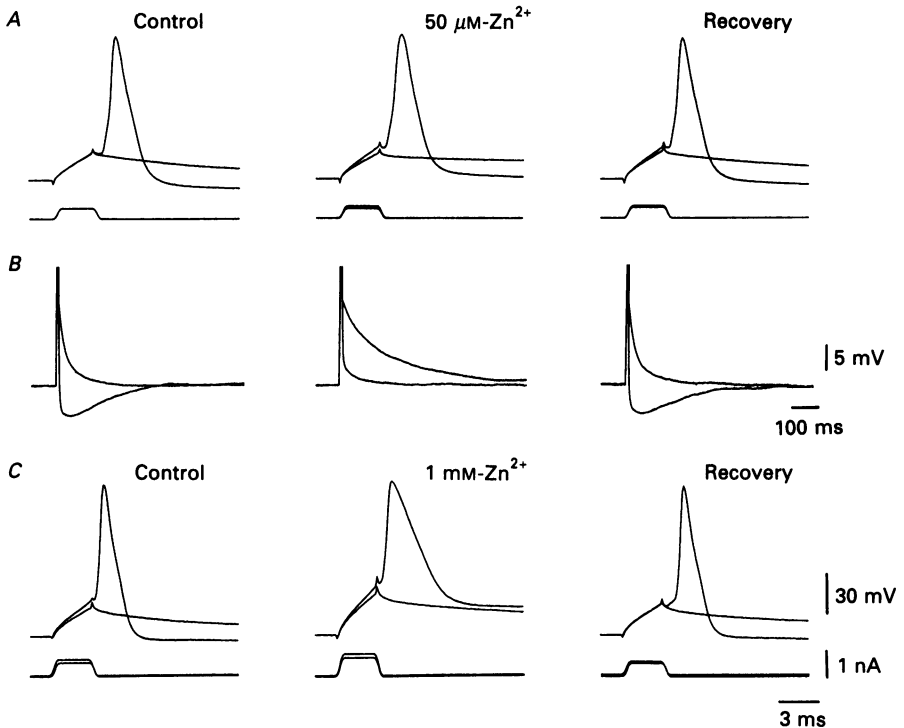 A
Control
50 μM-Zn²⁺
Recovery
B
5 mV
100 ms
C
Control
1 mM-Zn²⁺
Recovery
30 mV
1 nA
3 ms